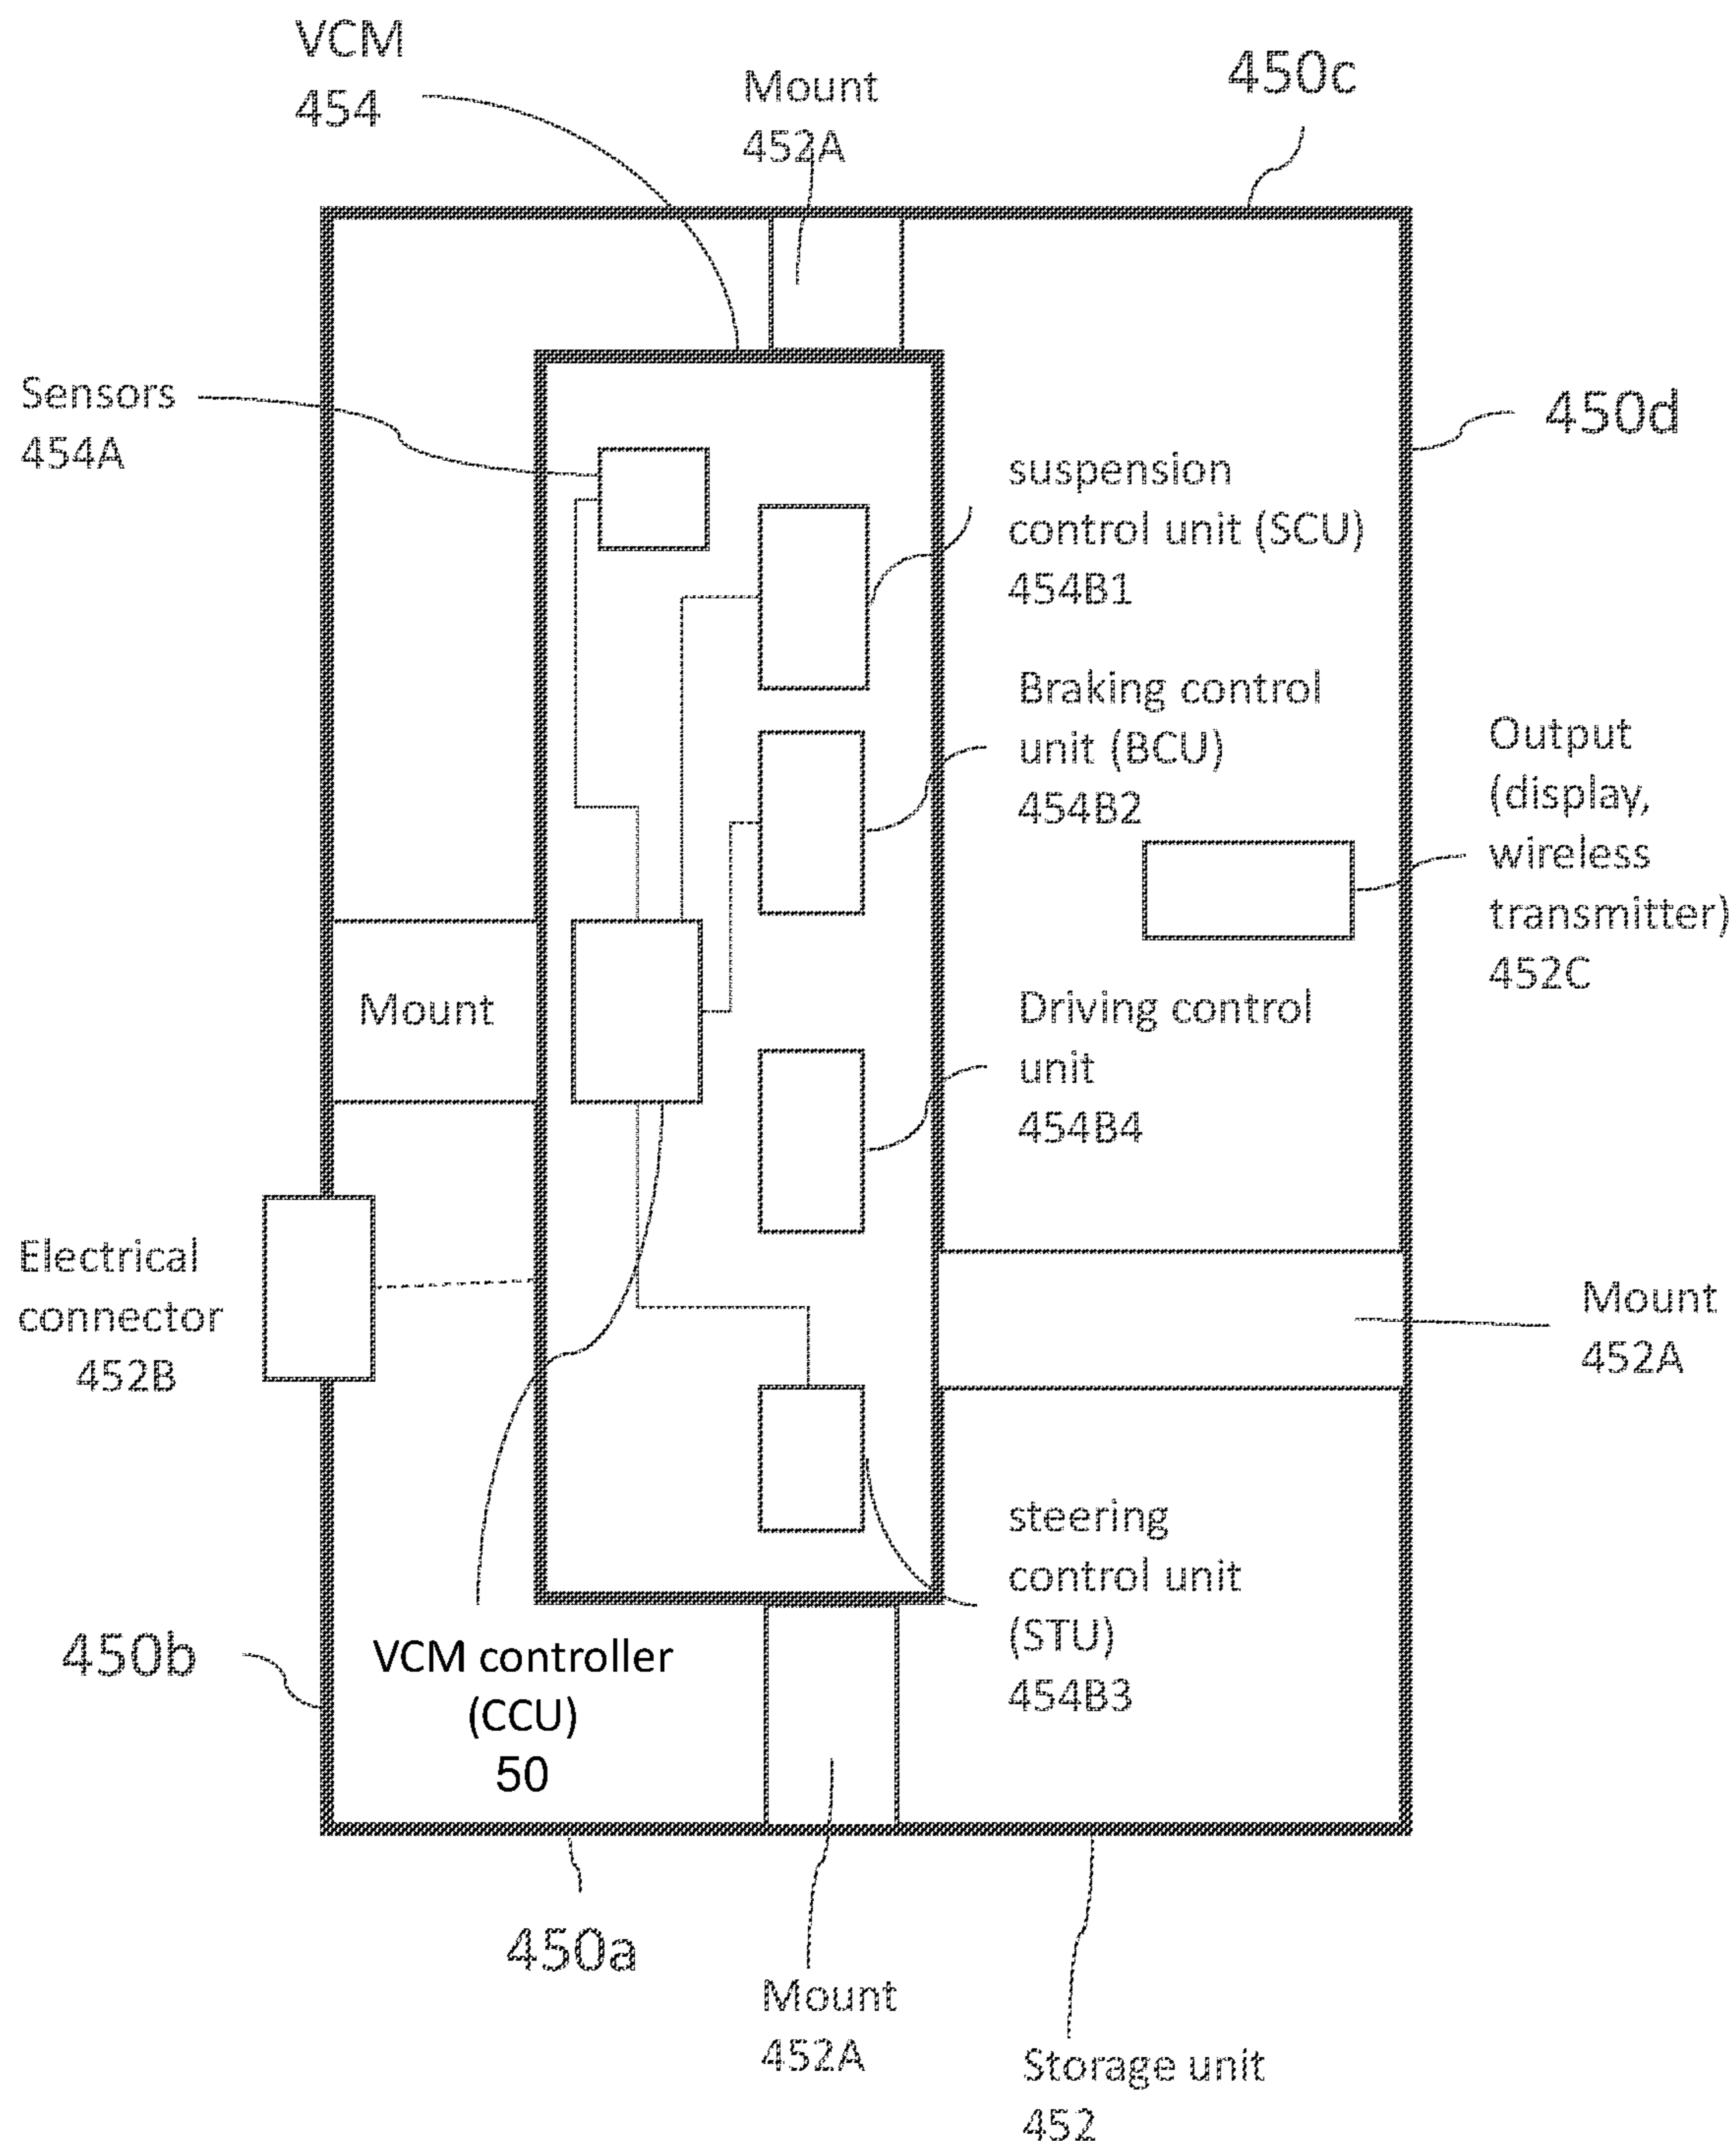 VCM
454
Mount
452A
450c
Sensors
454A
450d
suspension
control unit (SCU)
454B1
Braking control
unit (BCU)
454B2
Output
(display,
wireless
transmitter)
452C
Mount
Driving control
unit
454B4
Electrical
connector
452B
Mount
452A
steering
control unit
(STU)
454B3
450b
VCM controller
(CCU)
50
450a
Mount
452A
Storage unit
452